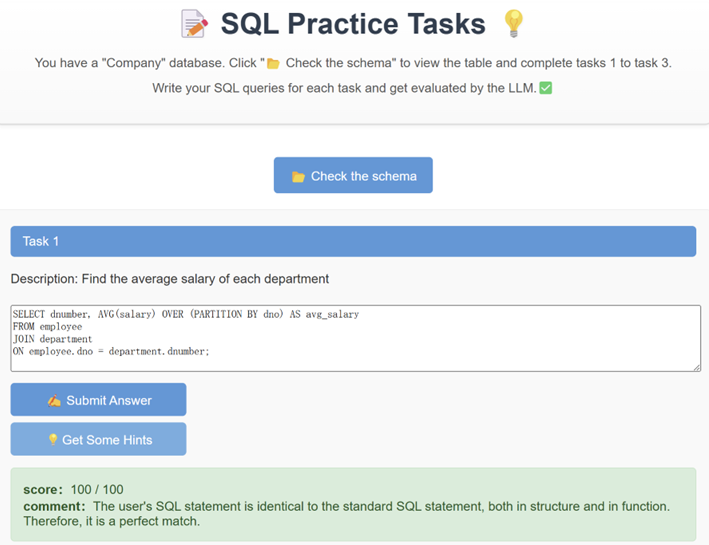 📝 SQL Practice Tasks 💡
You have a "Company" database. Click "📂 Check the schema" to view the table and complete tasks 1 to task 3.
Write your SQL queries for each task and get evaluated by the LLM.✅
📂 Check the schema
Task 1
Description: Find the average salary of each department
SELECT dnumber, AVG(salary) OVER (PARTITION BY dno) AS avg_salary
FROM employee
JOIN department
ON employee.dno = department.dnumber;
✍ Submit Answer
💡Get Some Hints
score: 100 / 100
comment: The user's SQL statement is identical to the standard SQL statement, both in structure and in function.
Therefore, it is a perfect match.